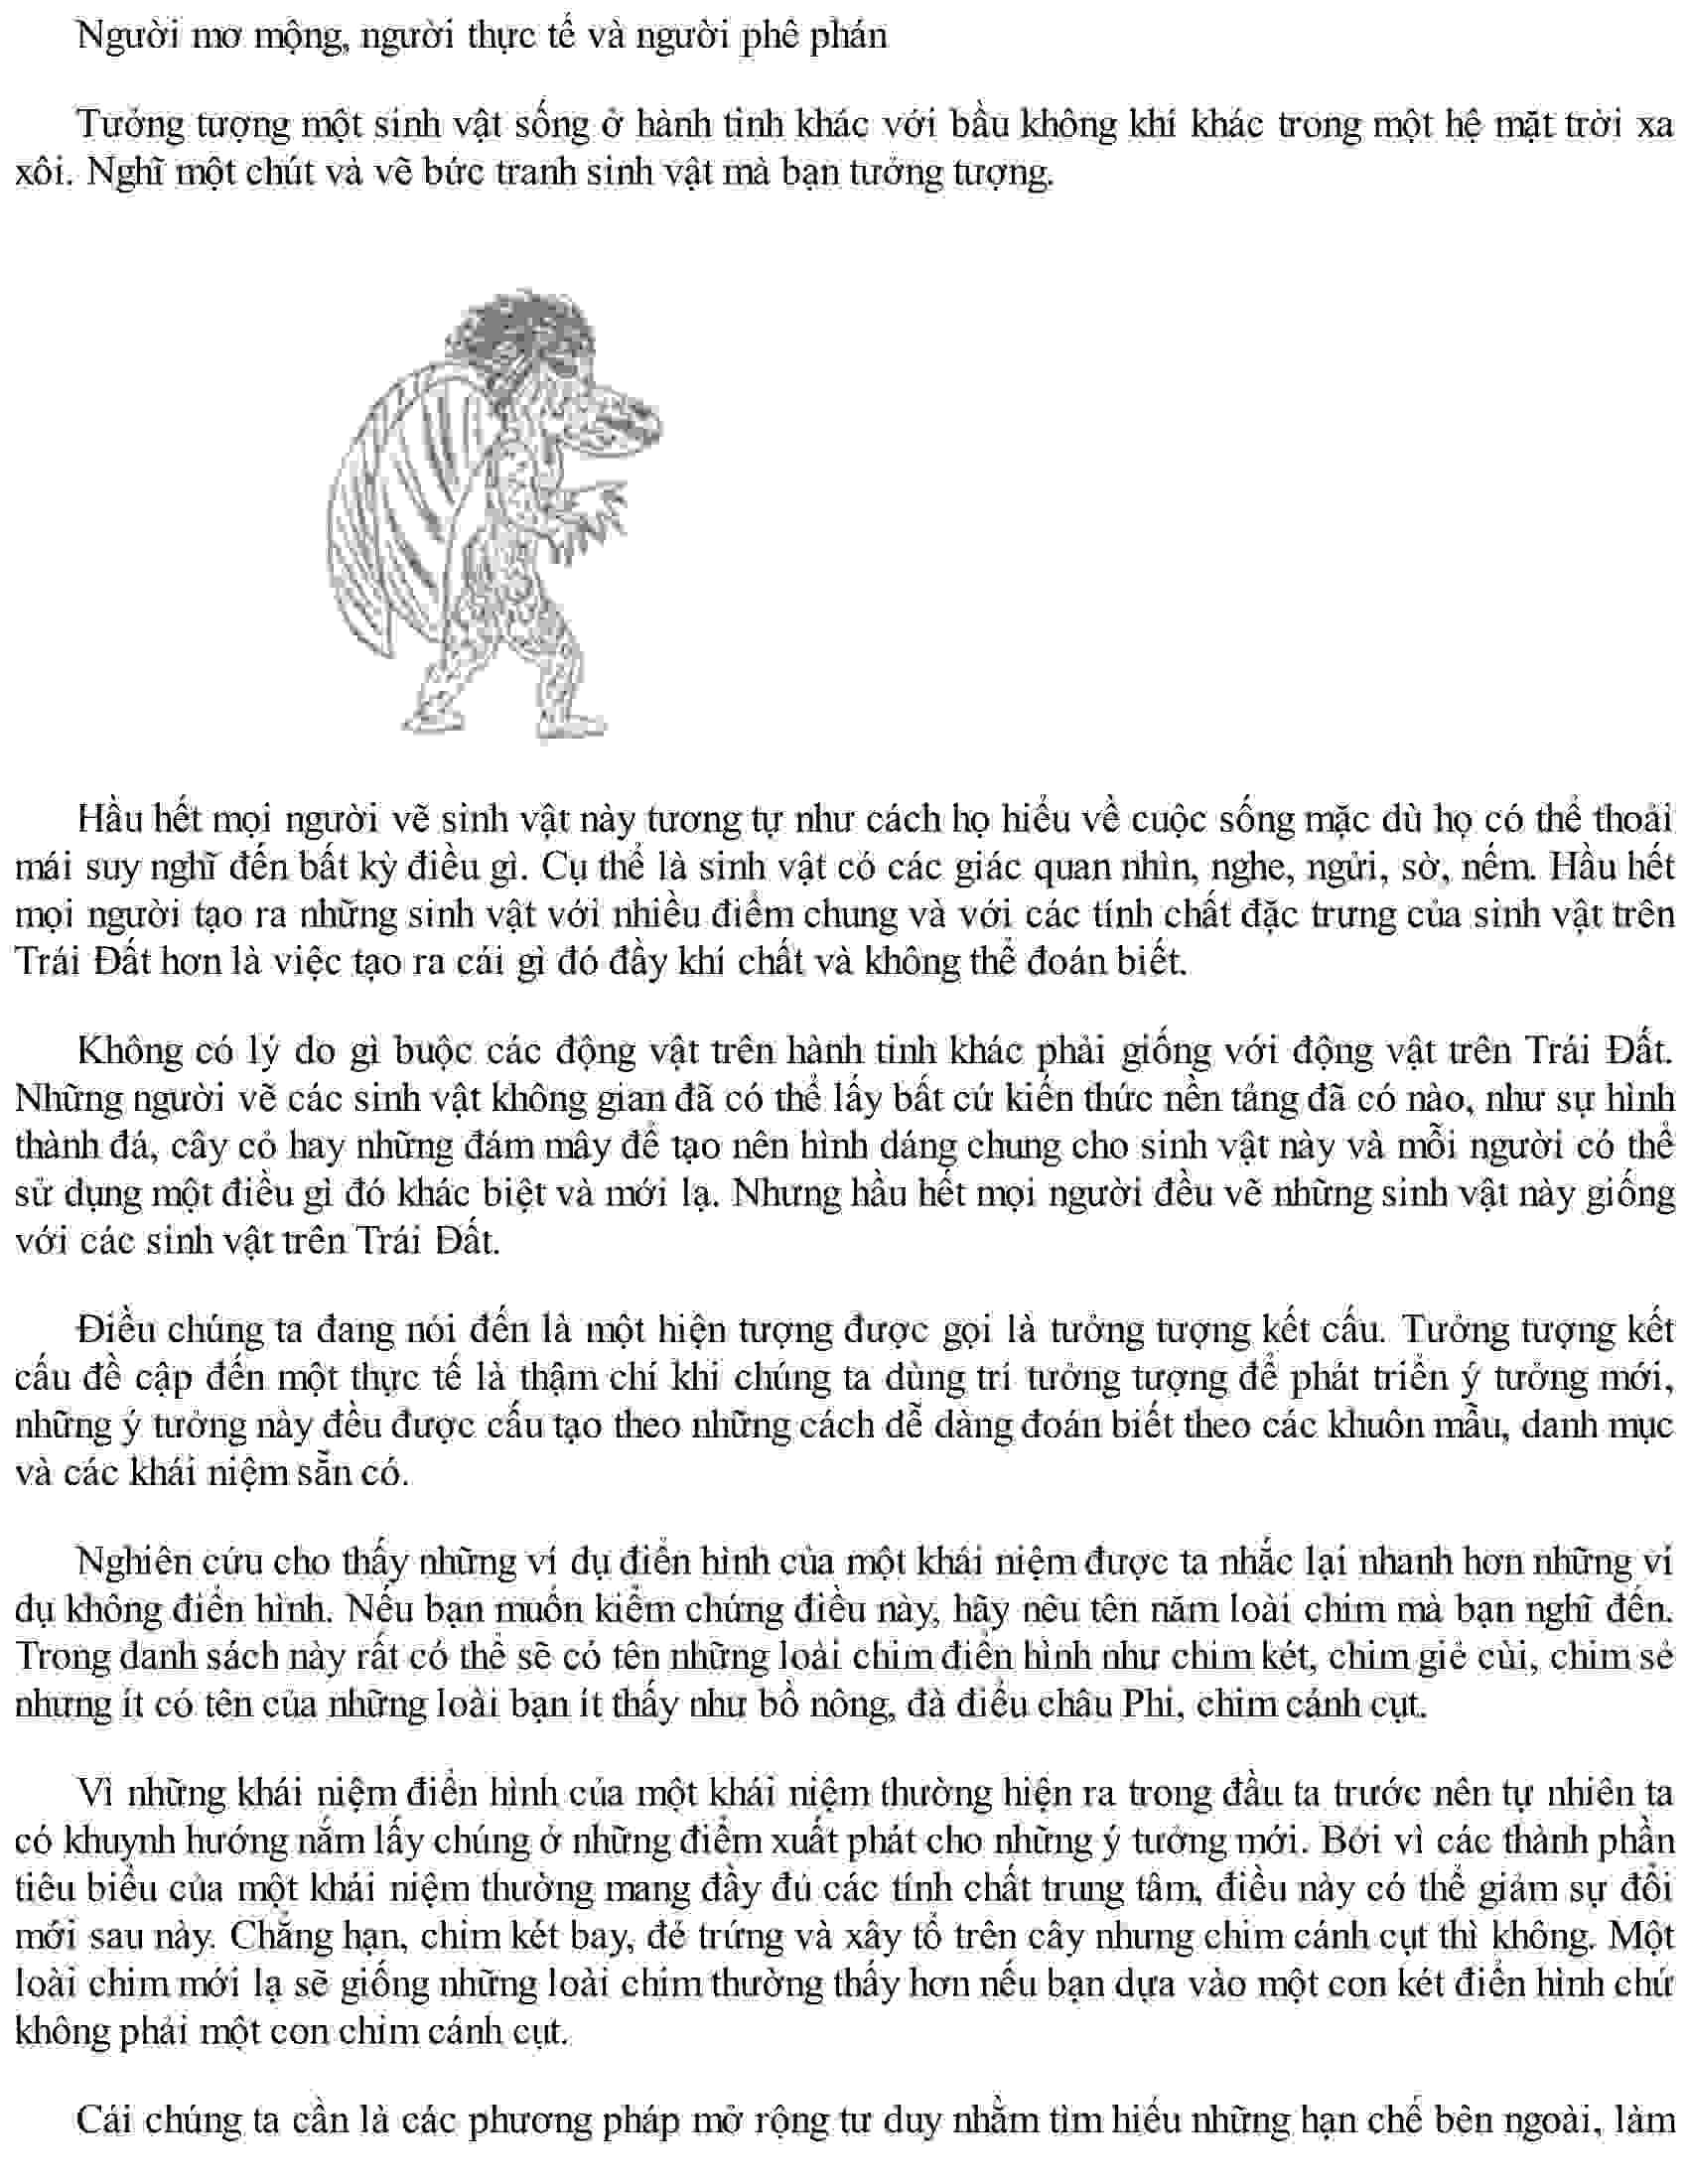 Người mơ mộng, người thực tế và người phê phán
Tưởng tượng một sinh vật sống ở hành tinh khác với bầu không khí khác trong một hệ mặt trời xa
xôi. Nghĩ một chút và vẽ bức tranh sinh vật mà bạn tưởng tượng.
Hầu hết mọi người vẽ sinh vật này tương tự như cách họ hiểu về cuộc sống mặc dù họ có thể thoải
mái suy nghĩ đến bất kỳ điều gì. Cụ thể là sinh vật có các giác quan nhìn, nghe, ngửi, sờ, nếm. Hầu hết
mọi người tạo ra những sinh vật với nhiều điểm chung và với các tính chất đặc trưng của sinh vật trên
Trái Đất hơn là việc tạo ra cái gì đó đầy khí chất và không thể đoán biết.
Không có lý do gì buộc các động vật trên hành tinh khác phải giống với động vật trên Trái Đất.
Những người vẽ các sinh vật không gian đã có thể lấy bất cứ kiến thức nền tảng đã có nào, như sự hình
thành đá, cây cỏ hay những đám mây để tạo nên hình dáng chung cho sinh vật này và mỗi người có thể
sử dụng một điều gì đó khác biệt và mới lạ. Nhưng hầu hết mọi người đều vẽ những sinh vật này giống
với các sinh vật trên Trái Đất.
Điều chúng ta đang nói đến là một hiện tượng được gọi là tưởng tượng kết cấu. Tưởng tượng kết
cấu đề cập đến một thực tế là thậm chí khi chúng ta dùng trí tưởng tượng để phát triển ý tưởng mới,
những ý tưởng này đều được cấu tạo theo những cách dễ dàng đoán biết theo các khuôn mẫu, danh mục
và các khái niệm sẵn có.
Nghiên cứu cho thấy những ví dụ điển hình của một khái niệm được ta nhắc lại nhanh hơn những ví
dụ không điển hình. Nếu bạn muốn kiểm chứng điều này, hãy nêu tên năm loài chim mà bạn nghĩ đến.
Trong danh sách này rất có thể sẽ có tên những loài chim điển hình như chim két, chim giẻ cùi, chim sẻ
nhưng ít có tên của những loài bạn ít thấy như bồ nông, đà điểu châu Phi, chim cánh cụt.
Vì những khái niệm điển hình của một khái niệm thường hiện ra trong đầu ta trước nên tự nhiên ta
có khuynh hướng nắm lấy chúng ở những điểm xuất phát cho những ý tưởng mới. Bởi vì các thành phần
tiêu biểu của một khái niệm thường mang đầy đủ các tính chất trung tâm, điều này có thể giảm sự đổi
mới sau này. Chẳng hạn, chim két bay, đẻ trứng và xây tổ trên cây nhưng chim cánh cụt thì không. Một
loài chim mới lạ sẽ giống những loài chim thường thấy hơn nếu bạn dựa vào một con két điển hình chứ
không phải một con chim cánh cụt.
Cái chúng ta cần là các phương pháp mở rộng tư duy nhằm tìm hiểu những hạn chế bên ngoài, làm